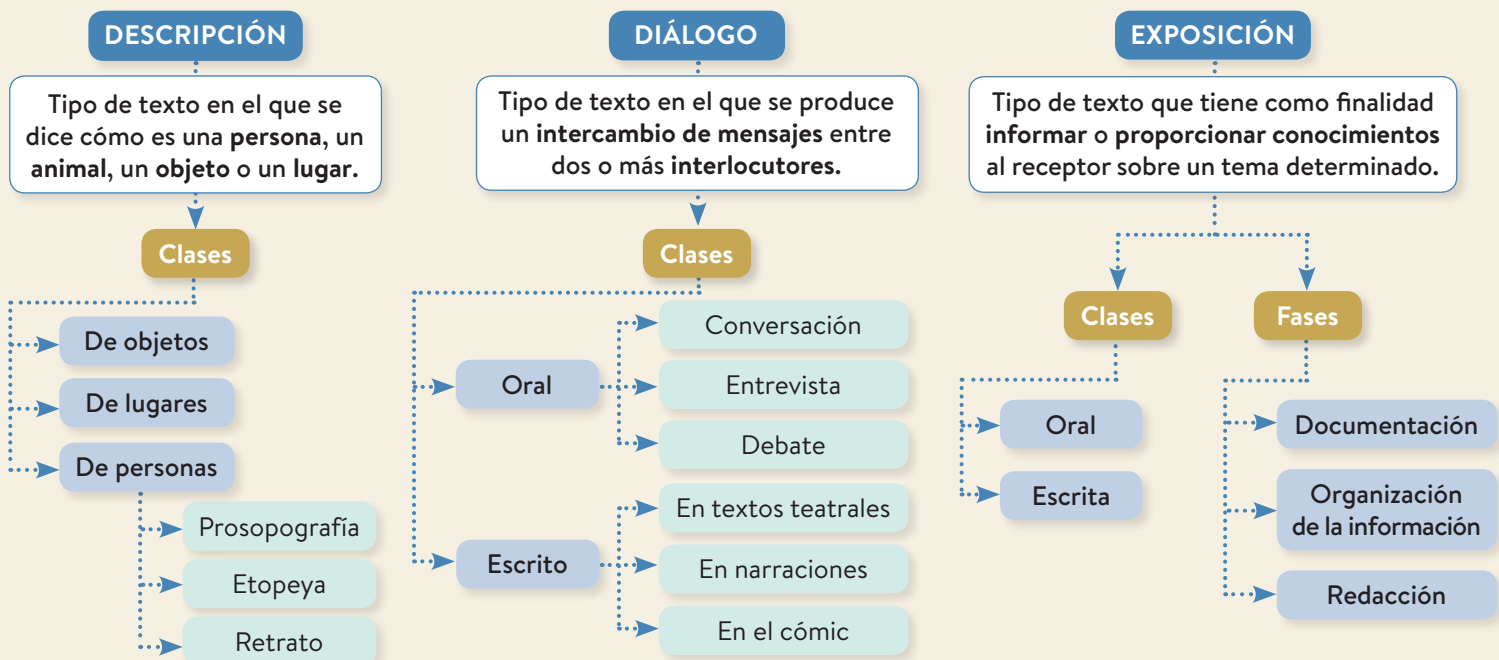 DESCRIPCIÓN
Tipo de texto en el que se
dice cómo es una persona, un
animal, un objeto o un lugar.
Clases
De objetos
De lugares
De personas
Prosopografía
Etopeya
Retrato
DIÁLOGO
Tipo de texto en el que se produce
un intercambio de mensajes entre
dos o más interlocutores.
Clases
Oral
Conversación
Entrevista
Debate
Escrito
En textos teatrales
En narraciones
En el cómic
EXPOSICIÓN
Tipo de texto que tiene como finalidad
informar o proporcionar conocimientos
al receptor sobre un tema determinado.
Clases
Oral
Escrita
Fases
Documentación
Organización
de la información
Redacción